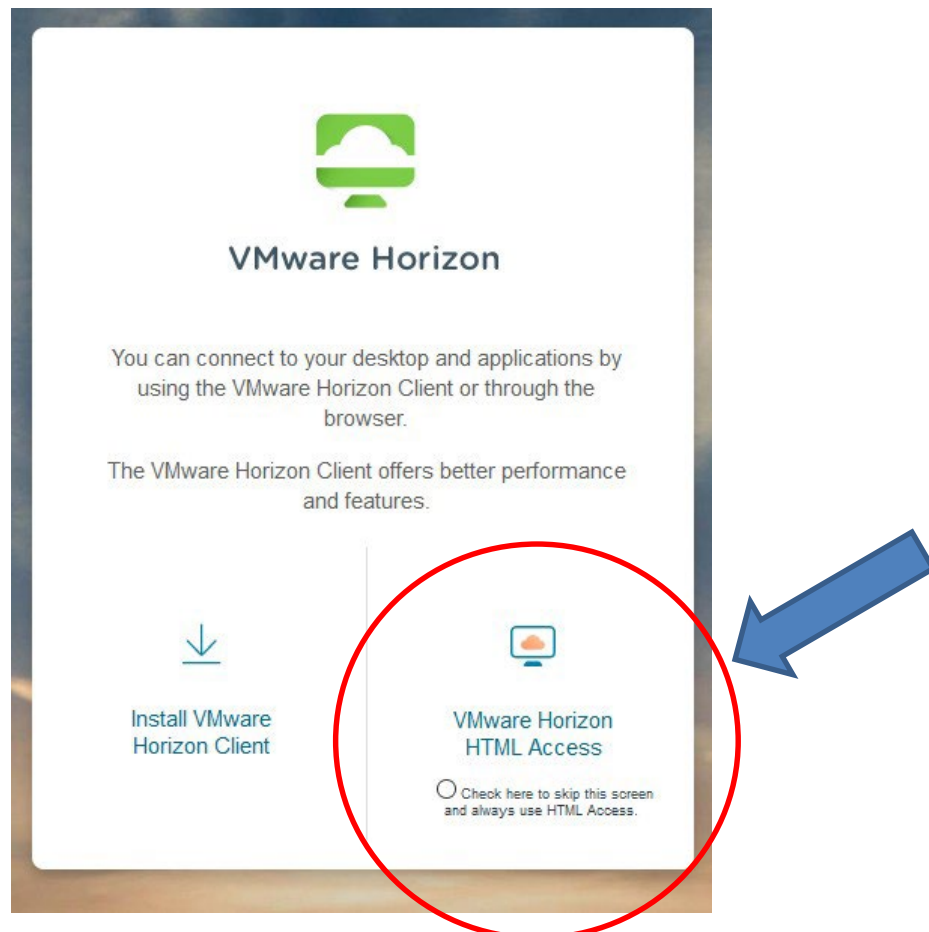 VMware Horizon
You can connect to your desktop and applications by
using the VMware Horizon Client or through the
browser.
The VMware Horizon Client offers better performance
and features.
Install VMware
Horizon Client
VMware Horizon
HTML Access
Check here to skip this screen
and always use HTML Access.